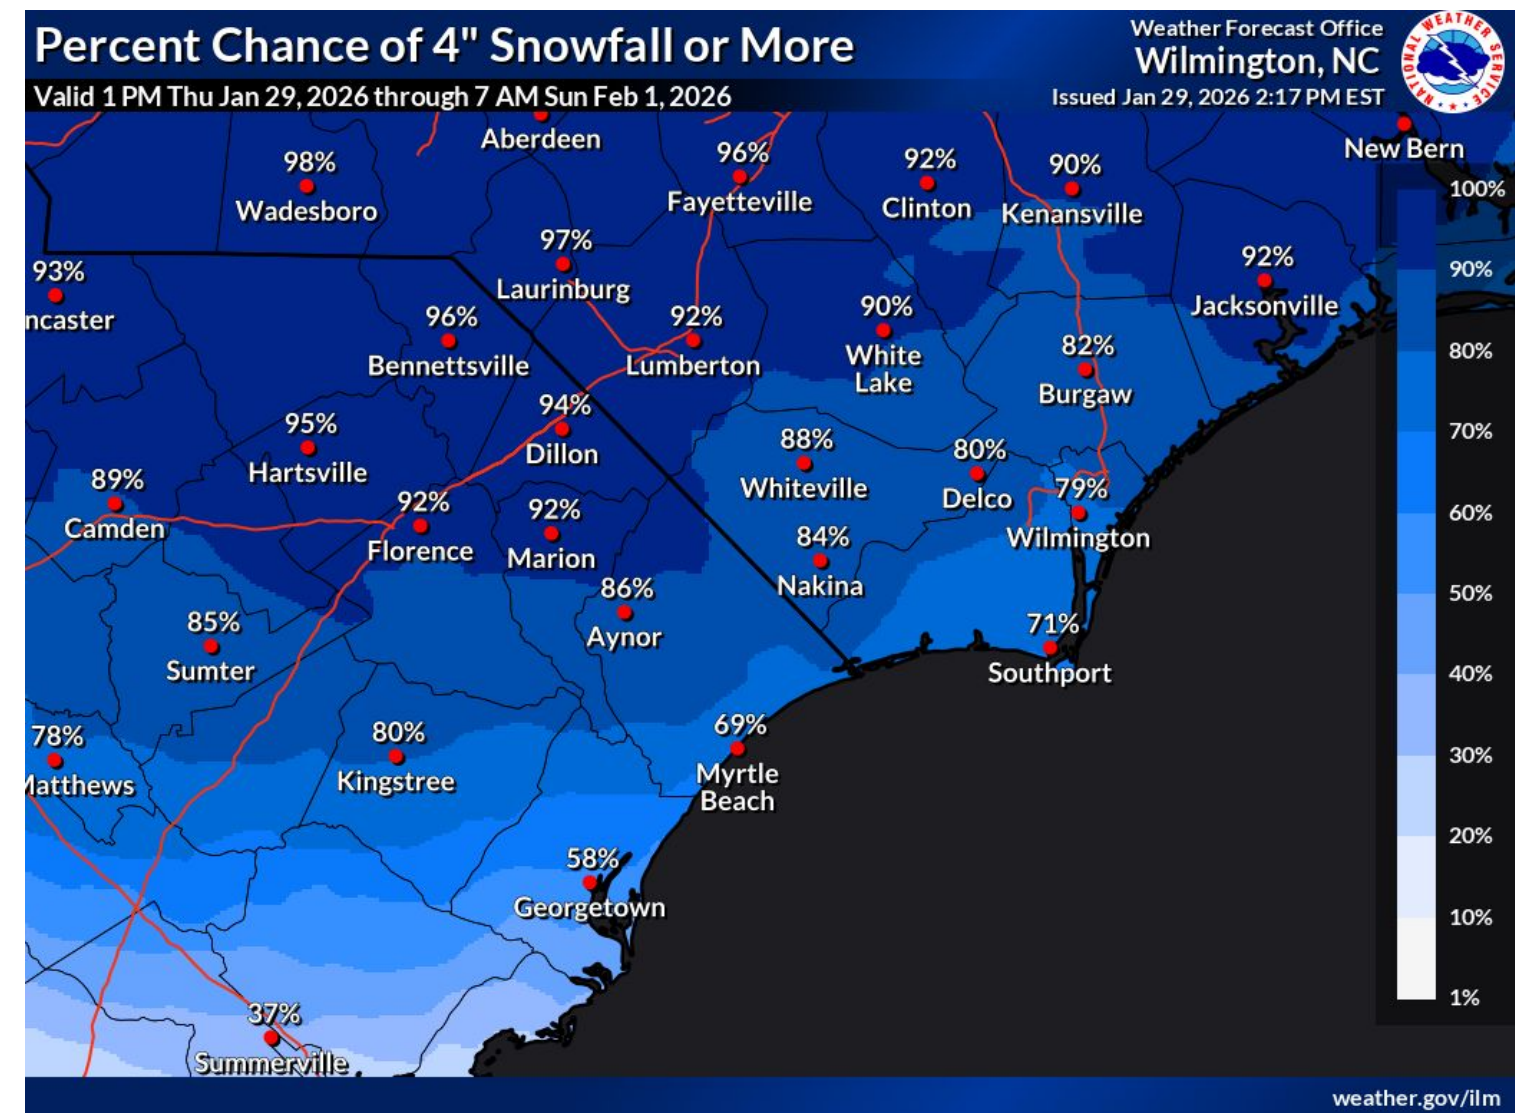 Percent Chance of 4" Snowfall or More
Valid 1 PM Thu Jan 29, 2026 through 7 AM Sun Feb 1, 2026
Weather Forecast Office
Wilmington, NC
Issued Jan 29, 2026 2:17 PM EST
NATIONAL WEATHER SERVICE
Aberdeen
New Bern
98%
Wadesboro
96%
Fayetteville
92%
Clinton
90%
Kenansville
93%
ncaster
97%
Laurinburg
92%
Jacksonville
96%
Bennettsville
92%
Lumberton
90%
White
Lake
82%
Burgaw
95%
Hartsville
94%
Dillon
88%
Whiteville
80%
Delco
79%
Wilmington
89%
Camden
92%
Florence
92%
Marion
84%
Nakina
85%
Sumter
86%
Aynor
71%
Southport
78%
Matthews
80%
Kingstree
69%
Myrtle
Beach
58%
Georgetown
37%
Summerville
100%
90%
80%
70%
60%
50%
40%
30%
20%
10%
1%
weather.gov/ilm